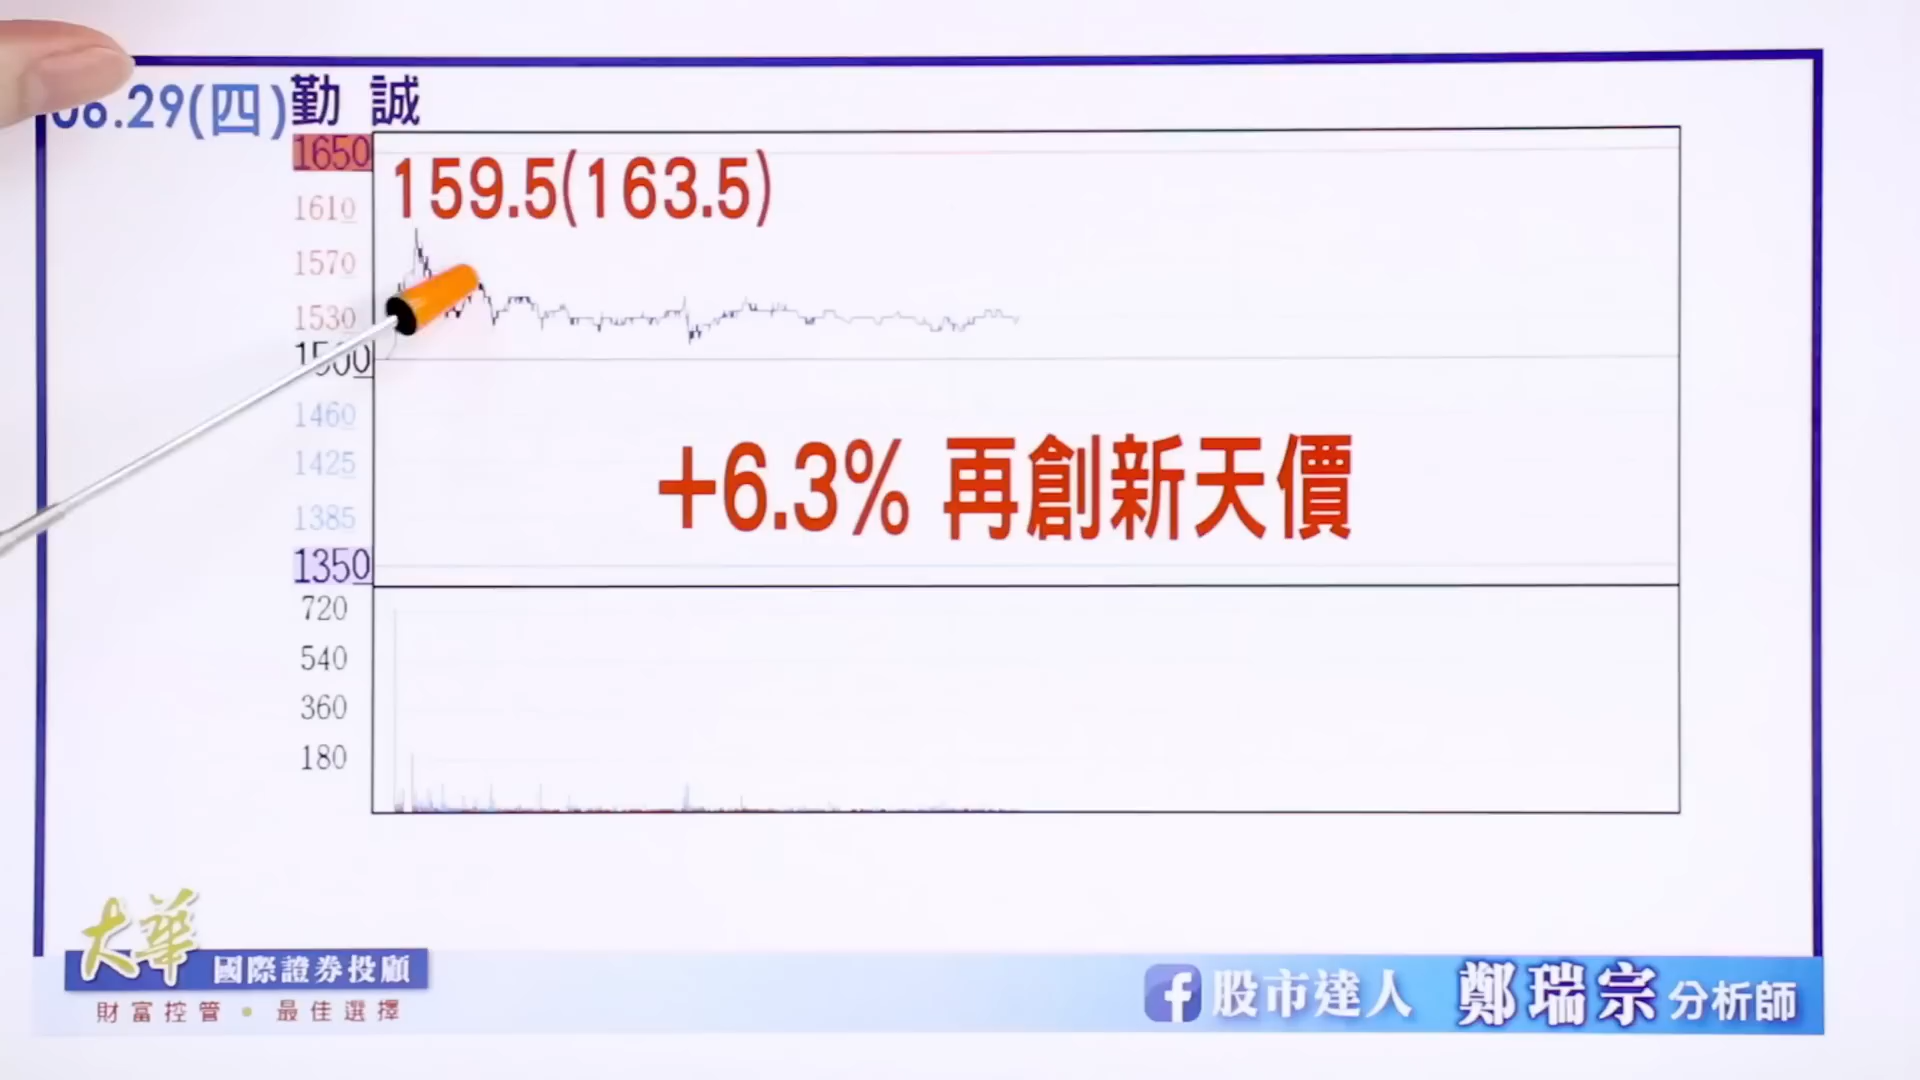 06.29(四)勤 誠
1650
159.5(163.5)
1610
1570
1530
1500
1460
+6.3% 再創新天價
1425
1385
1350
720
540
360
180
大華 國際證券投顧
財富控管 • 最佳選擇
f 股市達人 鄭瑞宗 分析師